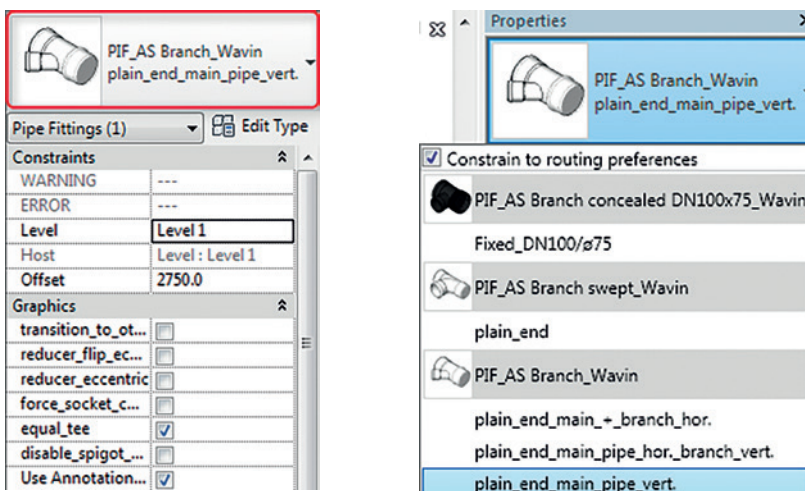 PIF_AS Branch_Wavin
plain_end_main_pipe_vert.
Pipe Fittings (1) Edit Type
Constraints
WARNING ---
ERROR ---
Level Level 1
Host Level : Level 1
Offset 2750.0
Graphics
transition_to_ot...
reducer_flip_ec...
reducer_eccentric
force_socket_c...
equal_tee
disable_spigot_...
Use Annotation...
Properties
PIF_AS Branch_Wavin
plain_end_main_pipe_vert.
Constrain to routing preferences
PIF_AS Branch concealed DN100x75_Wavin
Fixed_DN100/ø75
PIF_AS Branch swept_Wavin
plain_end
PIF_AS Branch_Wavin
plain_end_main_+_branch_hor.
plain_end_main_pipe_hor._branch_vert.
plain_end_main_pipe_vert.